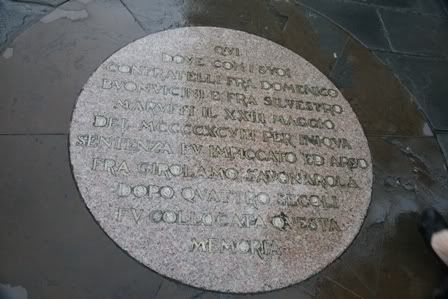 QVI
DOVE CON I SVOI
CONFRATELLI FRA DOMENICO
BVONVICINI E FRA SILVESTRO
MARVFFI IL XXIII MAGGIO
DEL MCCCCXCVIII PER INIQVA
SENTENZA FV IMPICCATO ED ARSO
FRA GIROLAMO SAVONAROLA
DOPO QVATTRO SECOLI
FV COLLOCATA QVESTA
MEMORIA